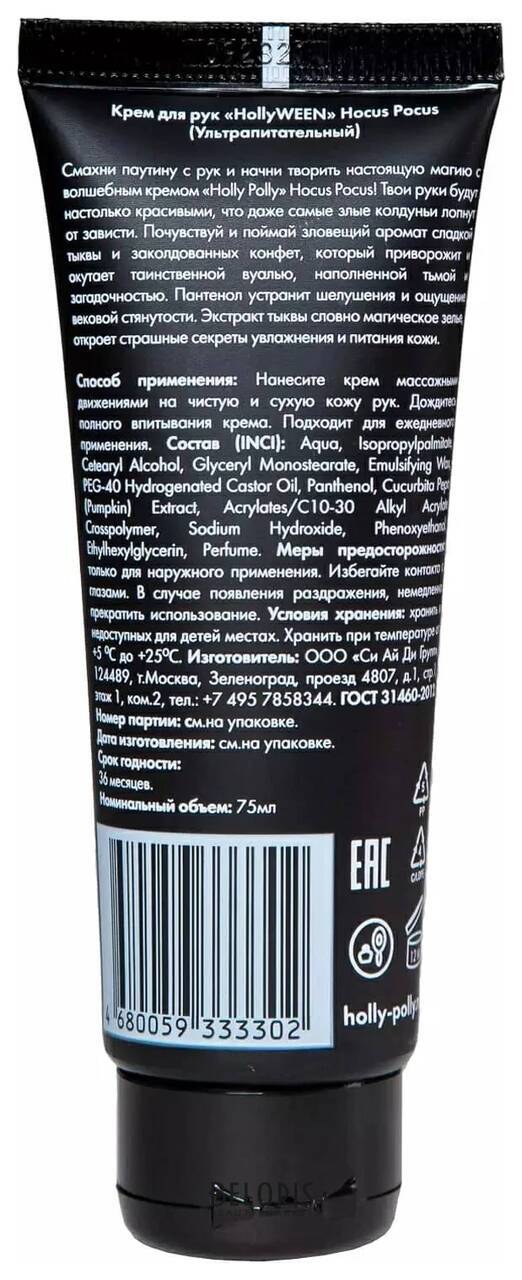 Крем для рук «HollyWEEN» Hocus Pocus
(Ультрапитательный)
Смахни паутину с рук и начни творить настоящую магию с
волшебным кремом «Holly Polly» Hocus Pocus! Твои руки будут
настолько красивыми, что даже самые злые колдуньи лопнут
от зависти. Почувствуй и поймай зловещий аромат сладкой
тыквы и заколдованных конфет, который приворожит и
окутает таинственной вуалью, наполненной тьмой и
загадочностью. Пантенол устранит шелушения и ощущение
вековой стянутости. Экстракт тыквы словно магическое зелье,
откроет страшные секреты увлажнения и питания кожи.
Способ применения: Нанесите крем массажными
движениями на чистую и сухую кожу рук. Дождитесь
полного впитывания крема. Подходит для ежедневного
применения. Состав (INCI): Aqua, Isopropylpalmitate,
Cetearyl Alcohol, Glyceryl Monostearate, Emulsifying Wax,
PEG-40 Hydrogenated Castor Oil, Panthenol, Cucurbita Pepo
(Pumpkin) Extract, Acrylates/C10-30 Alkyl Acrylate
Crosspolymer, Sodium Hydroxide, Phenoxyethanol,
Ethylhexylglycerin, Perfume. Меры предосторожности:
только для наружного применения. Избегайте контакта с
глазами. В случае появления раздражения, немедленно
прекратить использование. Условия хранения: хранить в
недоступных для детей местах. Хранить при температуре от
+5 °С до +25°С. Изготовитель: ООО «Си Ай Ди Групп»,
124489, г.Москва, Зеленоград, проезд 4807, д.1, стр.
этаж 1, ком.2, тел.: +7 495 7858344. ГОСТ 31460-2012
Номер партии: см.на упаковке.
Дата изготовления: см.на упаковке.
Срок годности:
36 месяцев.
Номинальный объем: 75мл
5
PP
4
EAC
12
4 680059 333302
holly-polly.
BELORIS